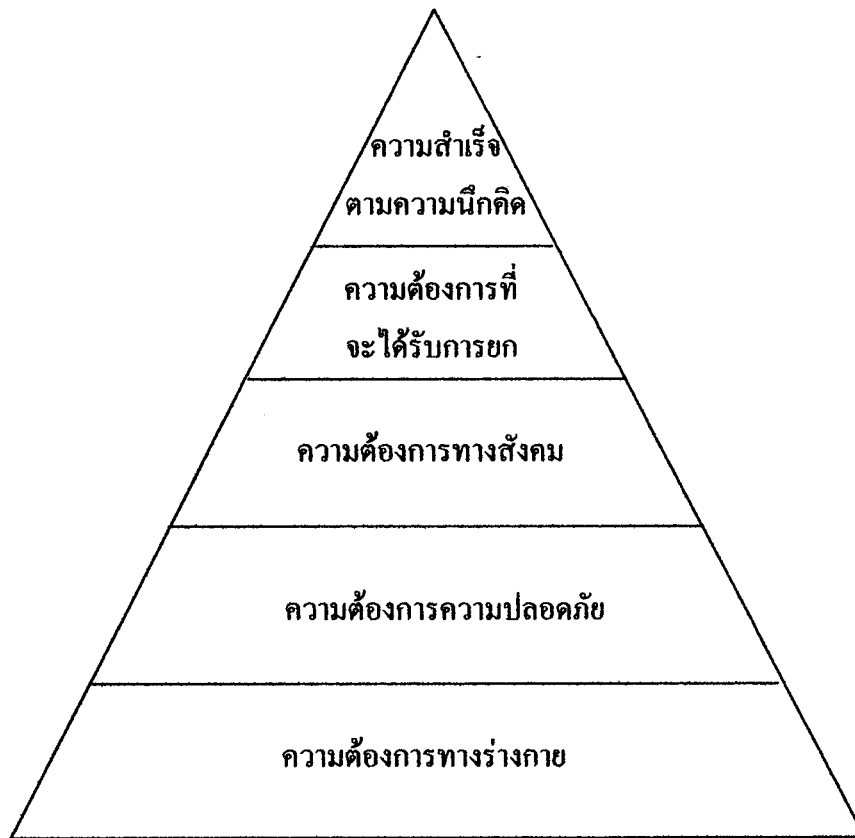 ความสำเร็จ
ตามความนึกคิด
ความต้องการที่
จะได้รับการยก
ความต้องการทางสังคม
ความต้องการความปลอดภัย
ความต้องการทางร่างกาย